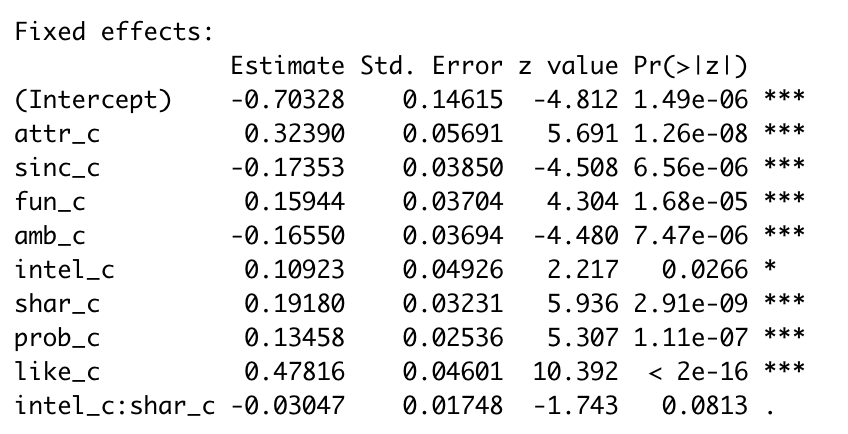 Fixed effects:
Estimate Std. Error z value Pr(>|z|)
(Intercept) -0.70328 0.14615 -4.812 1.49e-06 ***
attr_c 0.32390 0.05691 5.691 1.26e-08 ***
sinc_c -0.17353 0.03850 -4.508 6.56e-06 ***
fun_c 0.15944 0.03704 4.304 1.68e-05 ***
amb_c -0.16550 0.03694 -4.480 7.47e-06 ***
intel_c 0.10923 0.04926 2.217 0.0266 *
shar_c 0.19180 0.03231 5.936 2.91e-09 ***
prob_c 0.13458 0.02536 5.307 1.11e-07 ***
like_c 0.47816 0.04601 10.392 < 2e-16 ***
intel_c:shar_c -0.03047 0.01748 -1.743 0.0813 .